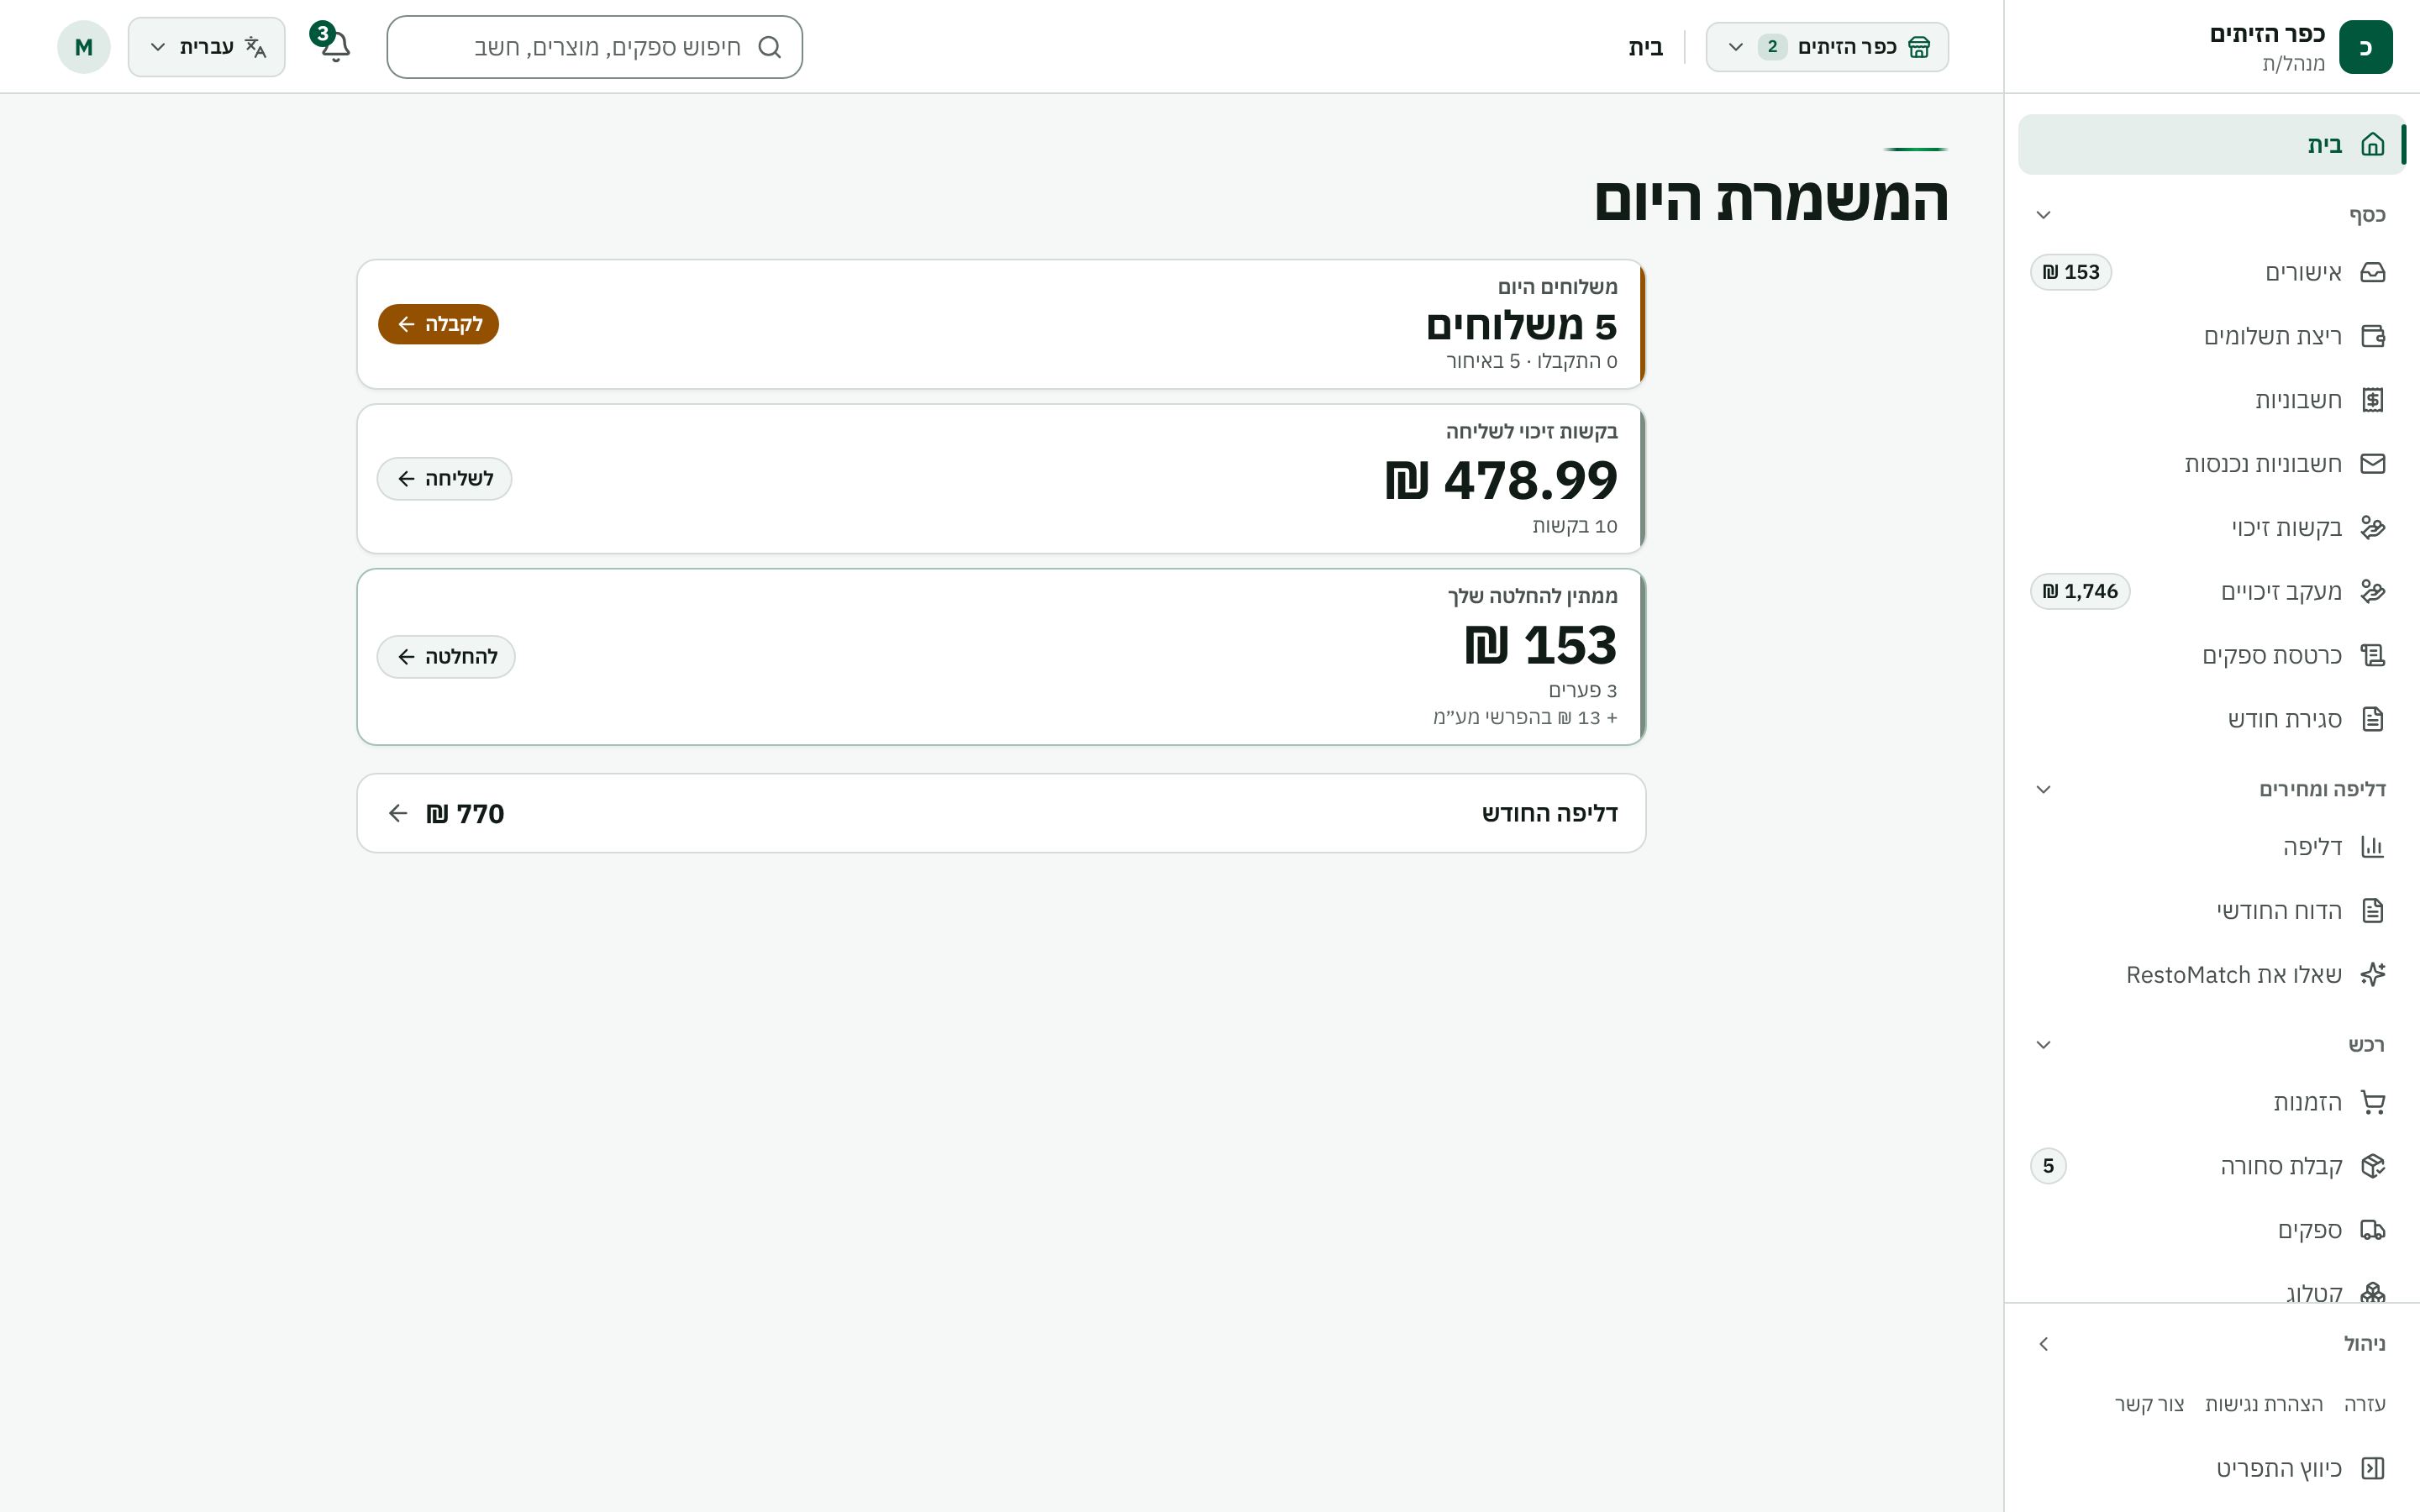 כ
כפר הזיתים
מנהל/ת
כפר הזיתים 2
בית
חיפוש ספקים, מוצרים, חשב
3
עברית
M
בית
כסף
אישורים 153 ₪
ריצת תשלומים
חשבוניות
חשבוניות נכנסות
בקשות זיכוי
מעקב זיכויים 1,746 ₪
כרטסת ספקים
סגירת חודש
דליפה ומחירים
דליפה
הדוח החודשי
שאלו את RestoMatch
רכש
הזמנות
קבלת סחורה 5
ספקים
קטלוג
ניהול
עזרה הצהרת נגישות צור קשר
כיווץ התפריט
המשמרת היום
משלוחים היום
5 משלוחים
0 התקבלו · 5 באיחור
לקבלה
בקשות זיכוי לשליחה
478.99 ₪
10 בקשות
לשליחה
ממתין להחלטה שלך
153 ₪
3 פערים
+ 13 ₪ בהפרשי מע״מ
להחלטה
דליפה החודש
770 ₪